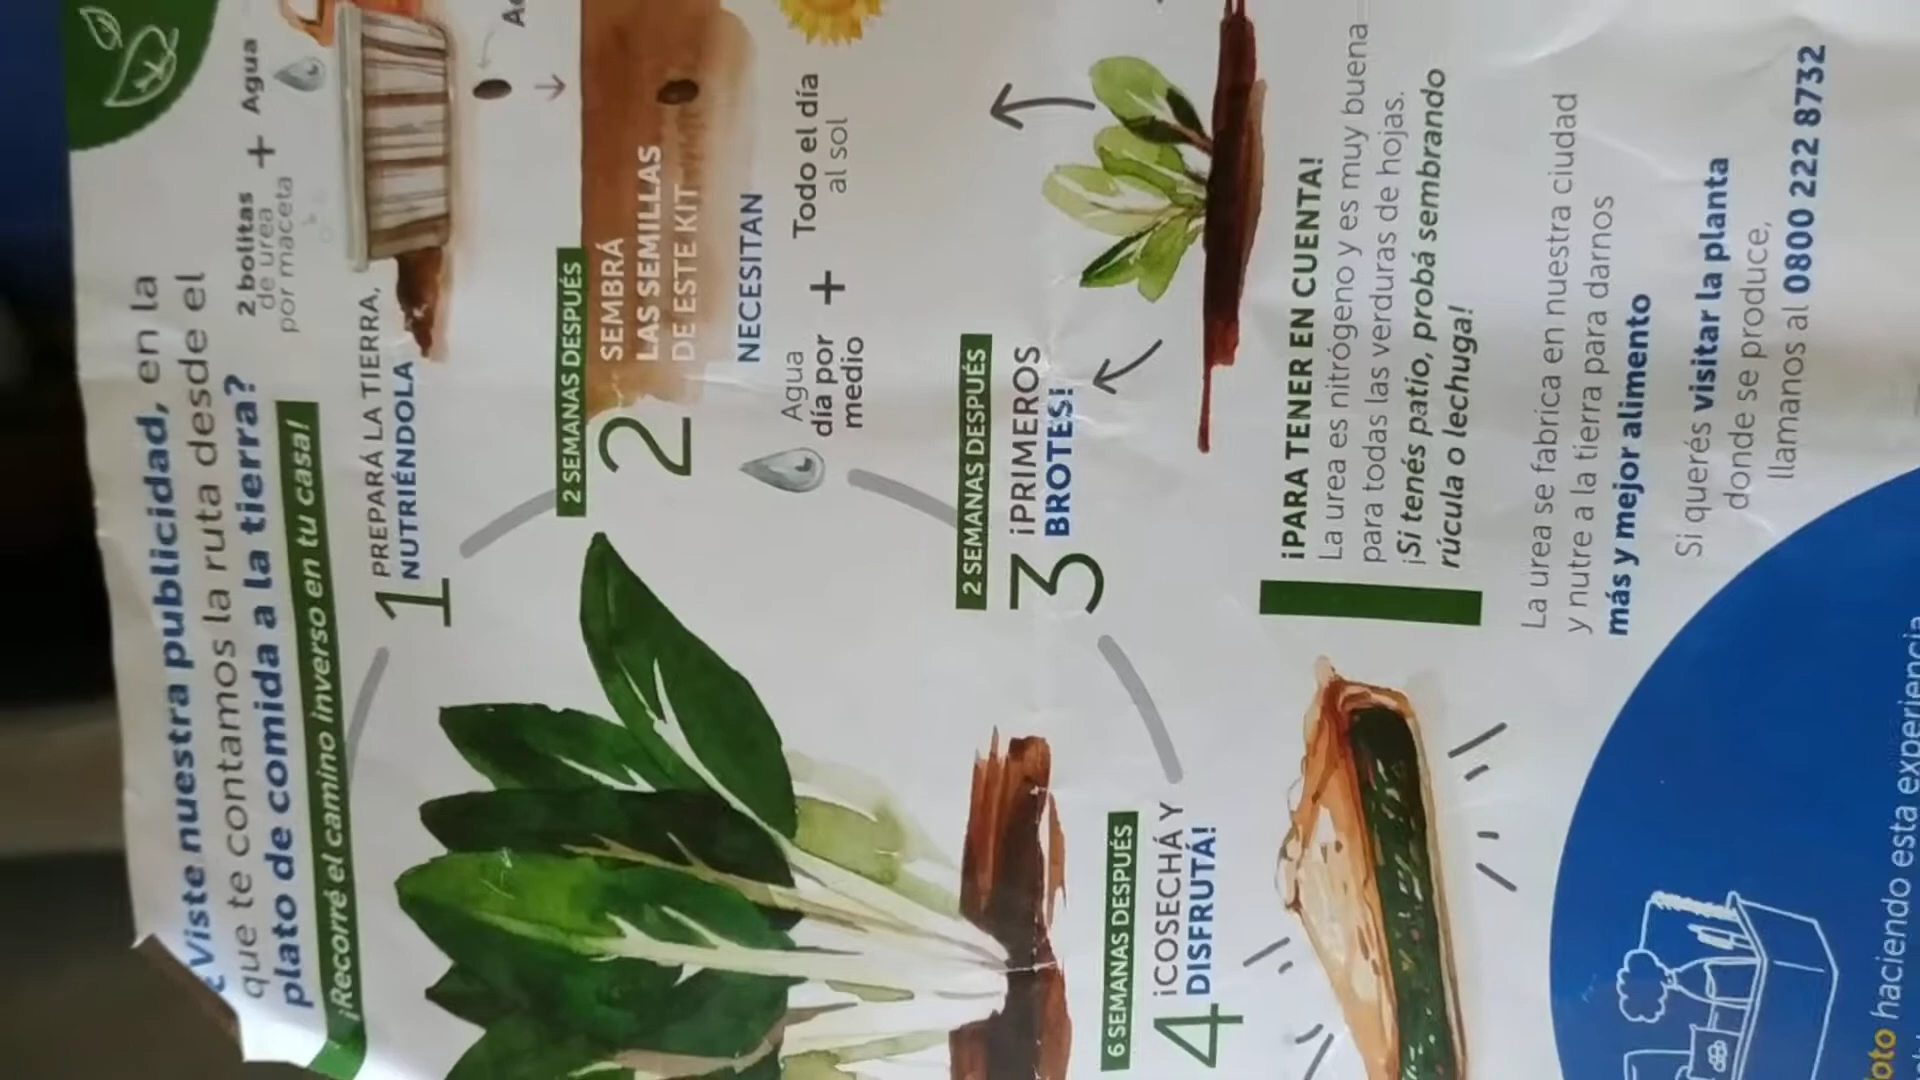 ¿Viste nuestra publicidad, en la
que te contamos la ruta desde el
plato de comida a la tierra?
¡Recorré el camino inverso en tu casa!
1
PREPARÁ LA TIERRA,
NUTRIÉNDOLA
2 bolitas
de urea
por maceta
+
Agua
2 SEMANAS DESPUÉS
2
SEMBRÁ
LAS SEMILLAS
DE ESTE KIT
NECESITAN
Agua
día por
medio
+
Todo el día
al sol
2 SEMANAS DESPUÉS
3
¡PRIMEROS
BROTES!
6 SEMANAS DESPUÉS
4
¡COSECHÁ Y
DISFRUTÁ!
¡PARA TENER EN CUENTA!
La urea es nitrógeno y es muy buena
para todas las verduras de hojas.
¡Si tenés patio, probá sembrando
rúcula o lechuga!
La urea se fabrica en nuestra ciudad
y nutre a la tierra para darnos
más y mejor alimento
Si querés visitar la planta
donde se produce,
llamanos al 0800 222 8732
haciendo esta experiencia